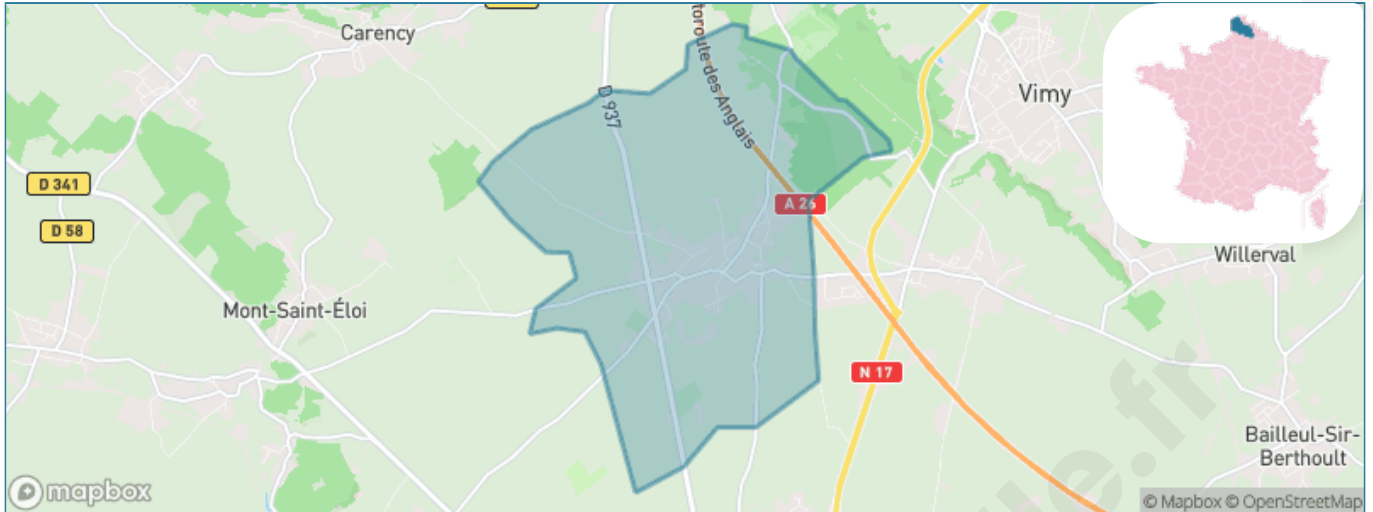 Carency
toroute des Anglais
D 937
Vimy
D 341
A 26
D 58
Willerval
Mont-Saint-Éloi
N 17
Bailleul-Sir-
Berthoult
mapbox
© Mapbox © OpenStreetMap
e.fr